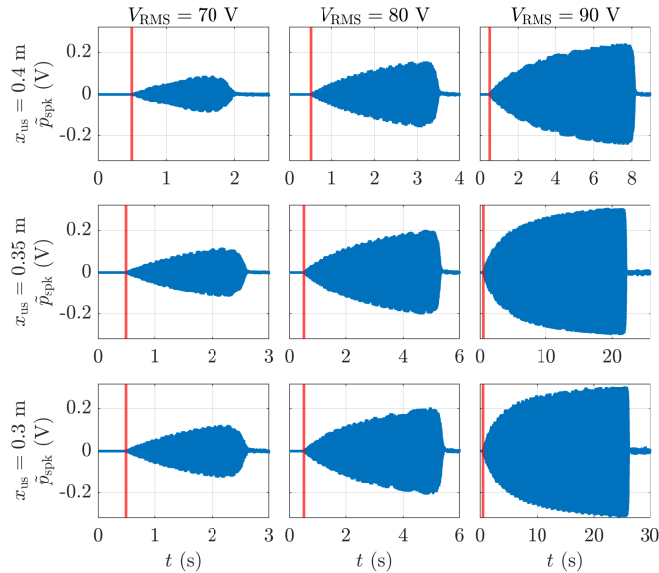 V_RMS = 70 V V_RMS = 80 V V_RMS = 90 V
x_us = 0.4 m
p̃_spk (V)
0.2
0
-0.2
0 1 2
0 1 2 3 4
0 2 4 6 8
x_us = 0.35 m
p̃_spk (V)
0.2
0
-0.2
0 1 2 3
0 2 4 6
0 10 20
x_us = 0.3 m
p̃_spk (V)
0.2
0
-0.2
0 1 2 3
0 2 4 6
0 5 10 15 20 25 30
t (s) t (s) t (s)